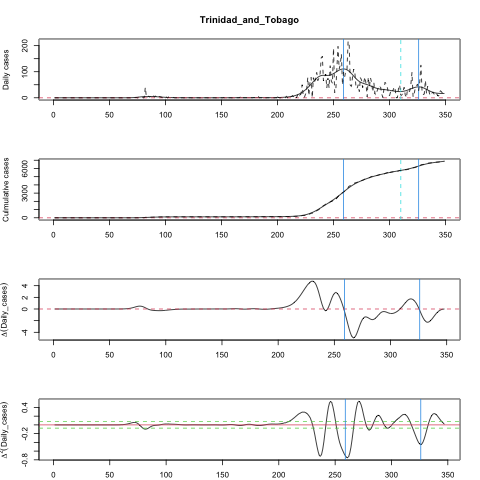 Trinidad_and_Tobago
Daily cases
0 100 200
0 50 100 150 200 250 300 350
Culmulative cases
0 3000 6000
0 50 100 150 200 250 300 350
Δ(Daily_cases)
-4 0 2 4
0 50 100 150 200 250 300 350
Δ²(Daily_cases)
-0.8 -0.2 0.4
0 50 100 150 200 250 300 350